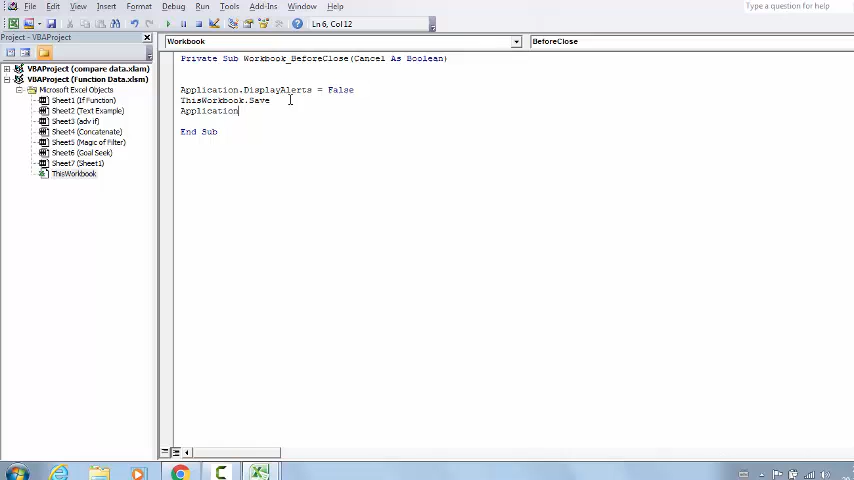 File Edit View Insert Format Debug Run Tools Add-Ins Window Help
Type a question for help
Ln 6, Col 12
Project - VBAProject
Workbook
BeforeClose
VBAProject (compare data.xlam)
VBAProject (Function Data.xlsm)
Microsoft Excel Objects
Sheet1 (If Function)
Sheet2 (Text Example)
Sheet3 (adv if)
Sheet4 (Concatenate)
Sheet5 (Magic of Filter)
Sheet6 (Goal Seek)
Sheet7 (Sheet1)
ThisWorkbook
Private Sub Workbook_BeforeClose(Cancel As Boolean)
Application.DisplayAlerts = False
ThisWorkbook.Save
Application
End Sub